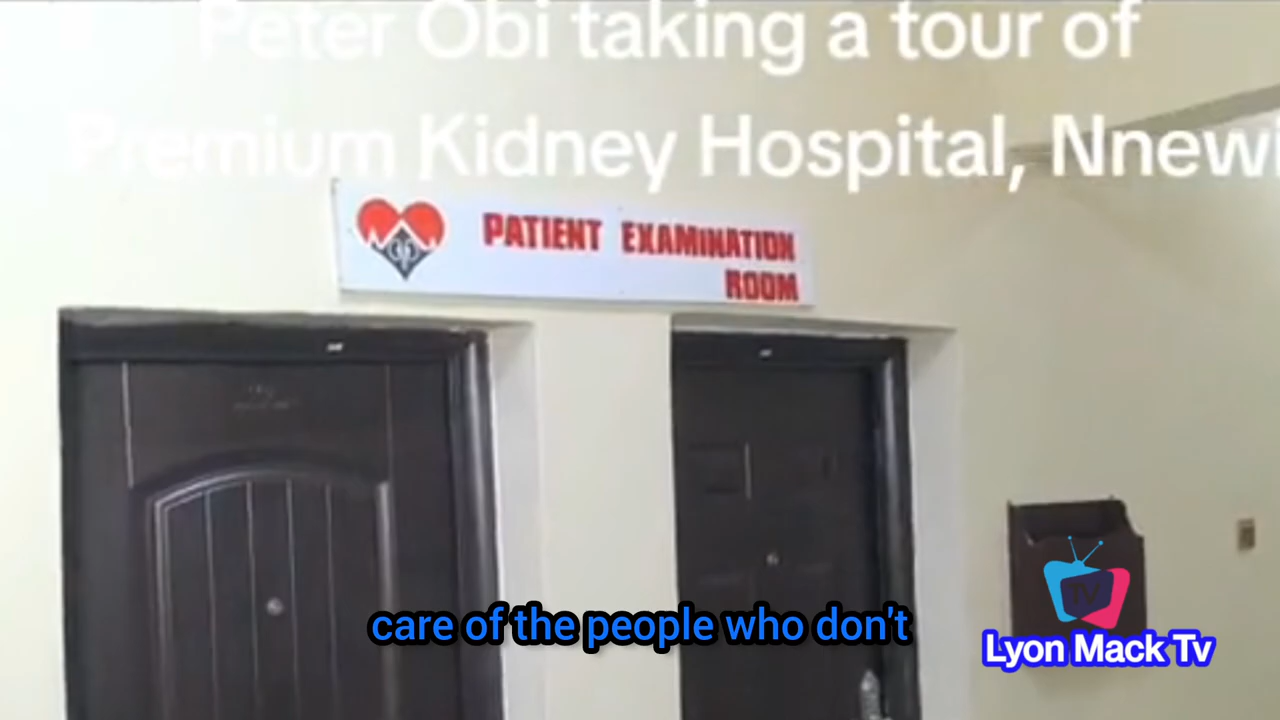 Peter Obi taking a tour of
Premium Kidney Hospital, Nnewi
PATIENT EXAMINATION
ROOM
care of the people who don't
TV
Lyon Mack Tv